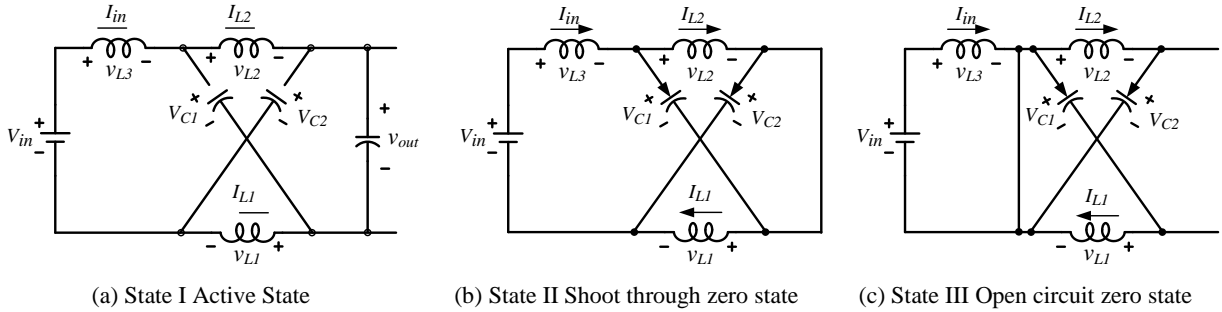 I_in I_L2
+ v_L3 - + v_L2 -
V_in + - V_C1 + - V_C2 + - v_out + -
I_L1
- v_L1 +
(a) State I Active State
I_in I_L2
+ v_L3 - + v_L2 -
V_in + - V_C1 + - V_C2 + -
I_L1
- v_L1 +
(b) State II Shoot through zero state
I_in I_L2
+ v_L3 - + v_L2 -
V_in + - V_C1 + - V_C2 + -
I_L1
- v_L1 +
(c) State III Open circuit zero state